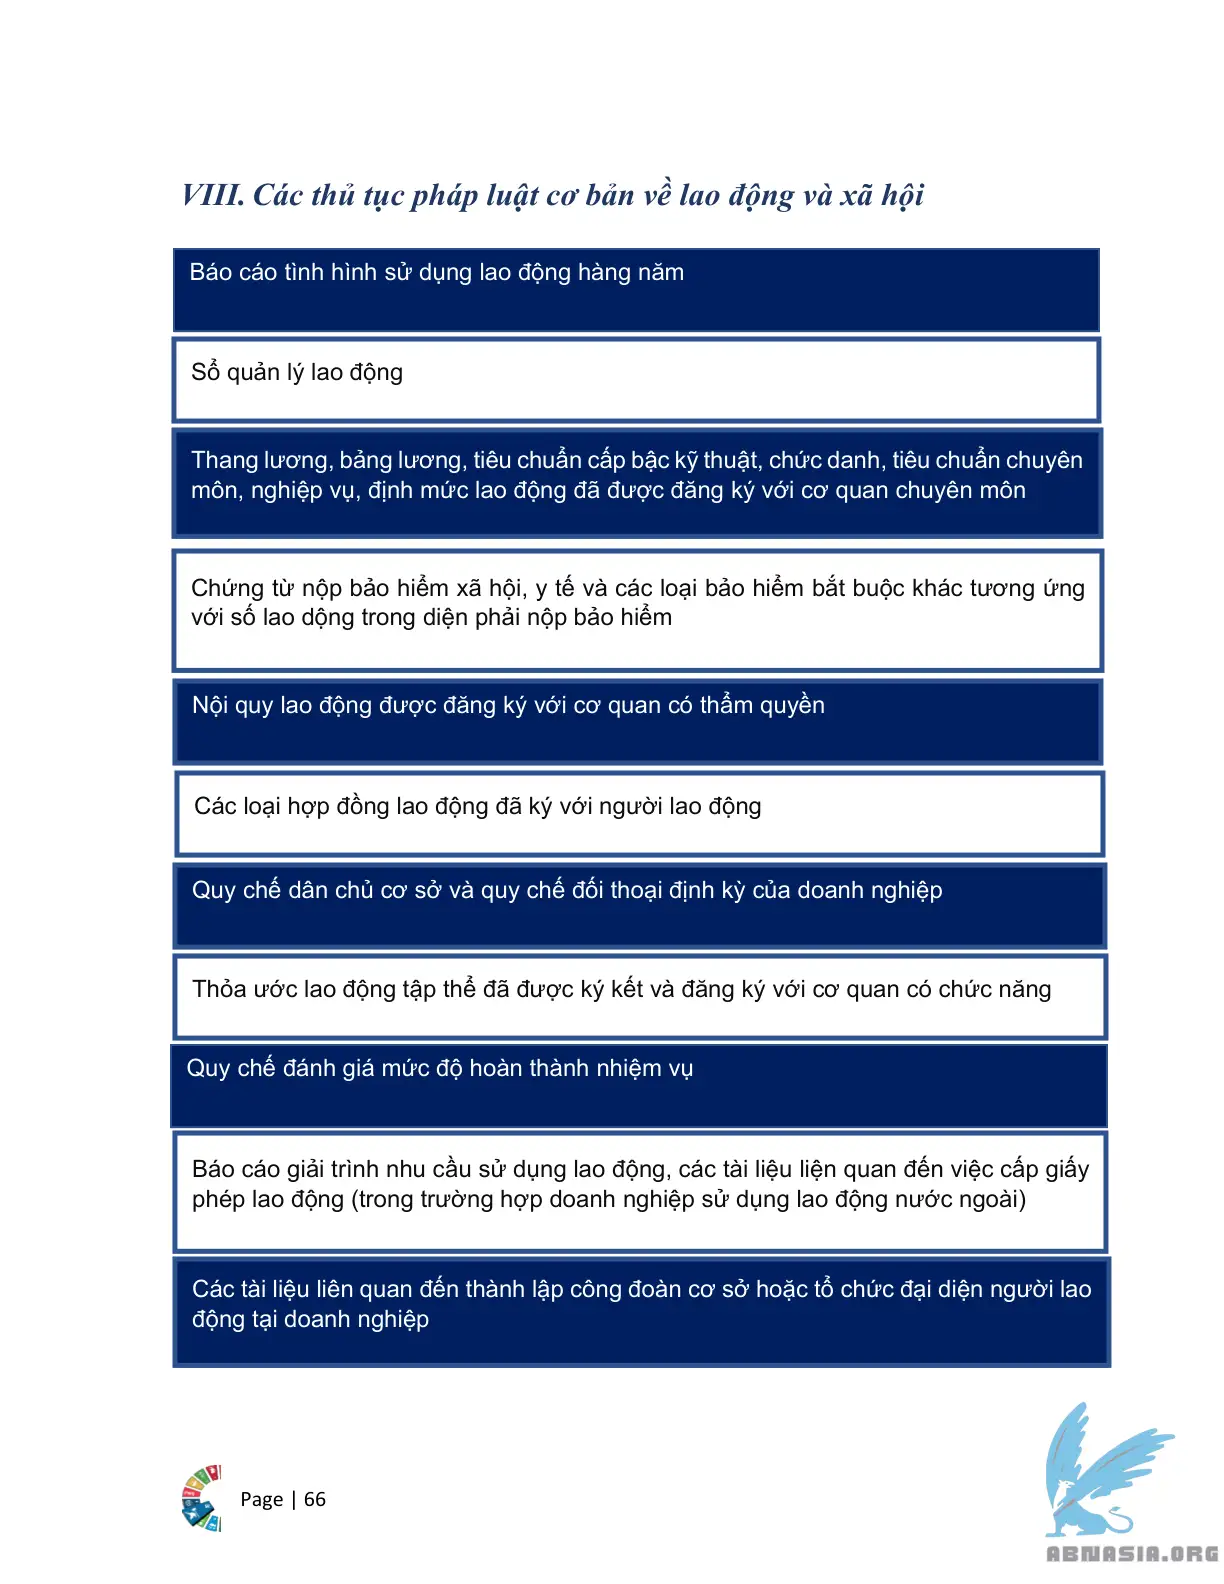 VIII. Các thủ tục pháp luật cơ bản về lao động và xã hội
Báo cáo tình hình sử dụng lao động hàng năm
Sổ quản lý lao động
Thang lương, bảng lương, tiêu chuẩn cấp bậc kỹ thuật, chức danh, tiêu chuẩn chuyên
môn, nghiệp vụ, định mức lao động đã được đăng ký với cơ quan chuyên môn
Chứng từ nộp bảo hiểm xã hội, y tế và các loại bảo hiểm bắt buộc khác tương ứng
với số lao dộng trong diện phải nộp bảo hiểm
Nội quy lao động được đăng ký với cơ quan có thẩm quyền
Các loại hợp đồng lao động đã ký với người lao động
Quy chế dân chủ cơ sở và quy chế đối thoại định kỳ của doanh nghiệp
Thỏa ước lao động tập thể đã được ký kết và đăng ký với cơ quan có chức năng
Quy chế đánh giá mức độ hoàn thành nhiệm vụ
Báo cáo giải trình nhu cầu sử dụng lao động, các tài liệu liện quan đến việc cấp giấy
phép lao động (trong trường hợp doanh nghiệp sử dụng lao động nước ngoài)
Các tài liệu liên quan đến thành lập công đoàn cơ sở hoặc tổ chức đại diện người lao
động tại doanh nghiệp
Page | 66
ABNASIA.ORG